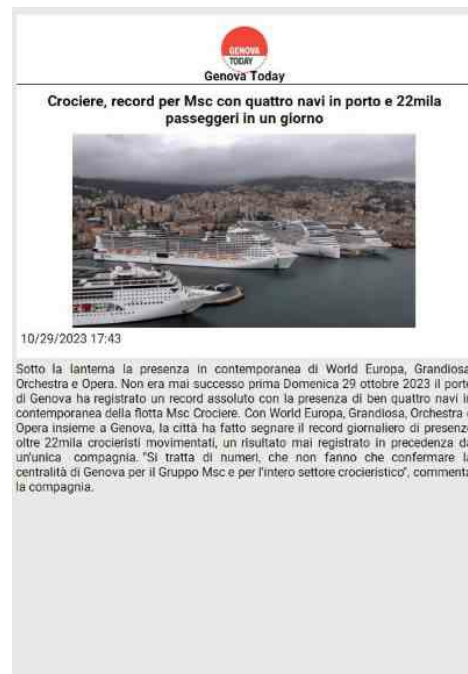 GENOVA
TODAY
Genova Today
Crociere, record per Msc con quattro navi in porto e 22mila
passeggeri in un giorno
10/29/2023 17:43
Sotto la lanterna la presenza in contemporanea di World Europa, Grandiosa
Orchestra e Opera. Non era mai successo prima Domenica 29 ottobre 2023 il porto
di Genova ha registrato un record assoluto con la presenza di ben quattro navi in
contemporanea della flotta Msc Crociere. Con World Europa, Grandiosa, Orchestra e
Opera insieme a Genova, la città ha fatto segnare il record giornaliero di presenze
oltre 22mila crocieristi movimentati, un risultato mai registrato in precedenza da
un'unica compagnia. "Si tratta di numeri, che non fanno che confermare la
centralità di Genova per il Gruppo Msc e per l'intero settore crocieristico", commenta
la compagnia.